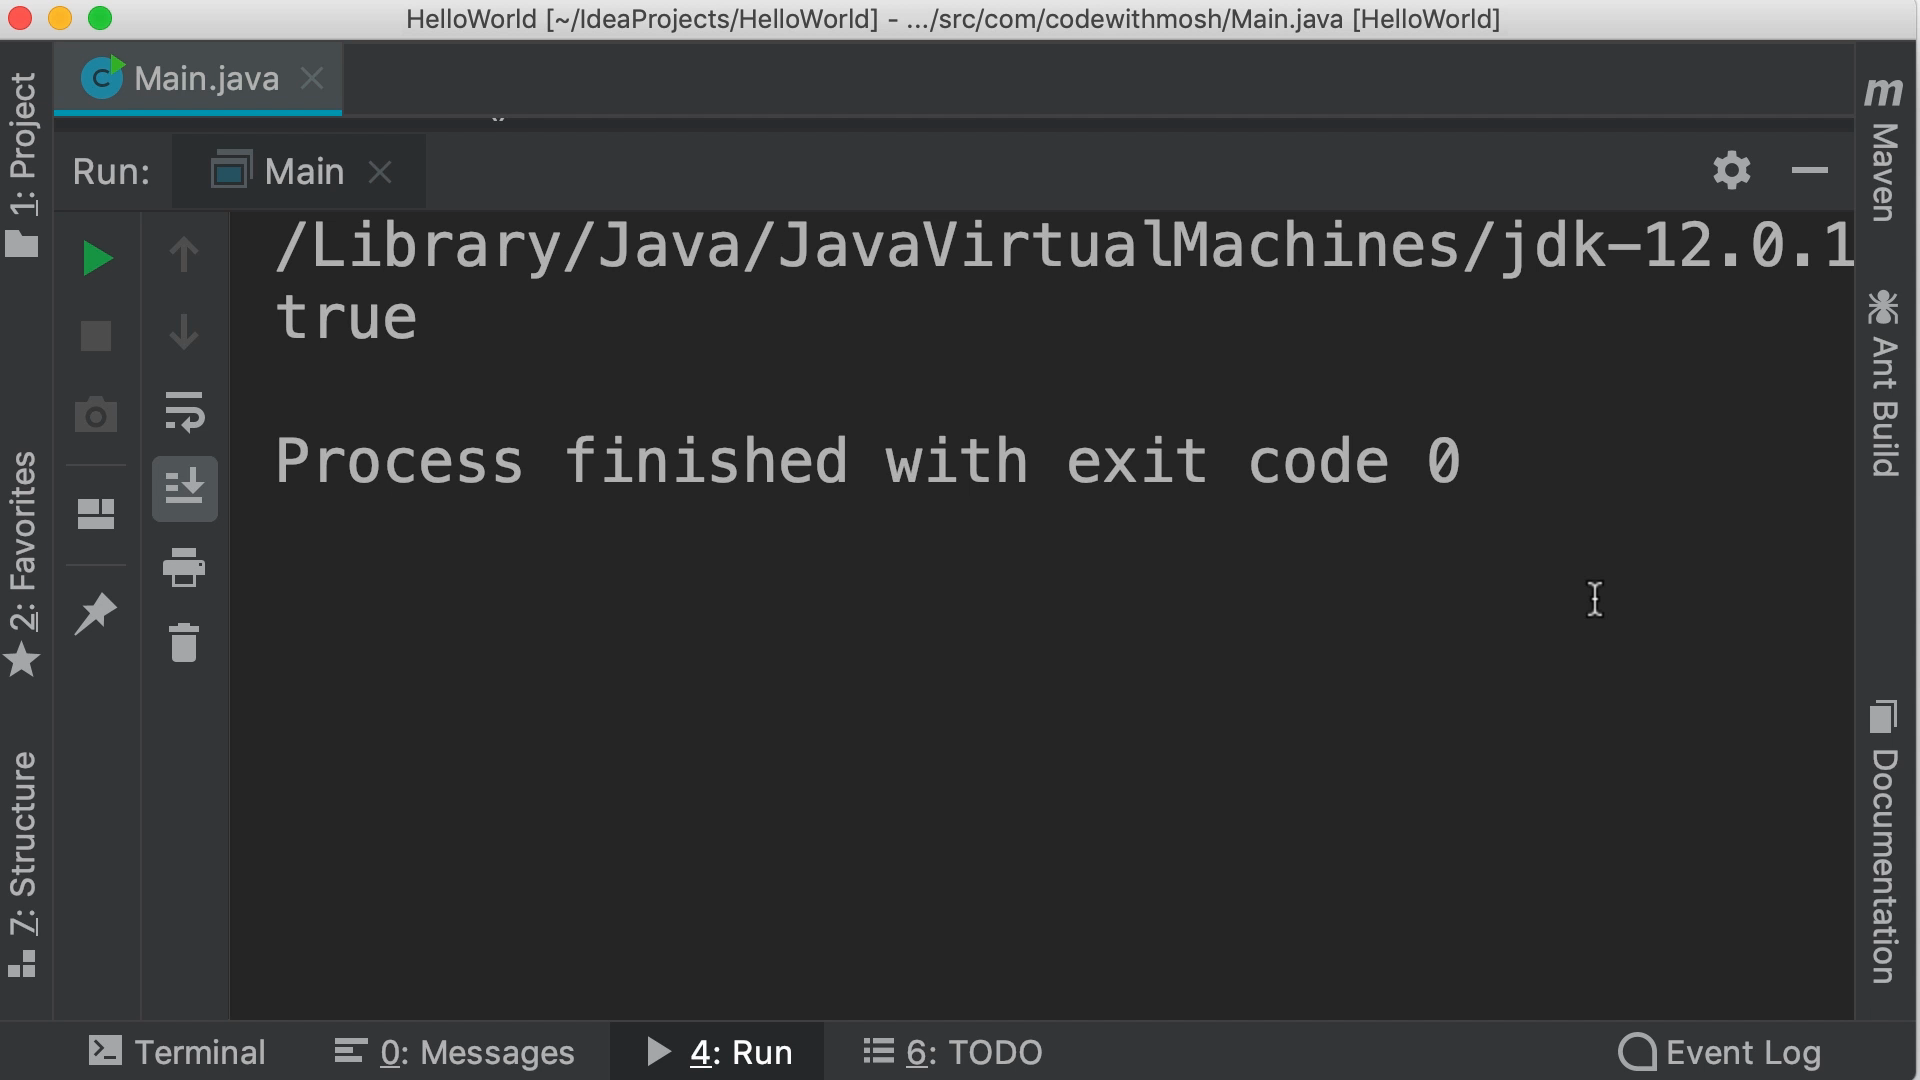 HelloWorld [~/IdeaProjects/HelloWorld] - .../src/com/codewithmosh/Main.java [HelloWorld]
Main.java
Run: Main
/Library/Java/JavaVirtualMachines/jdk-12.0.1
true
Process finished with exit code 0
1: Project
2: Favorites
7: Structure
m Maven
Ant Build
Documentation
Terminal 0: Messages 4: Run 6: TODO Event Log